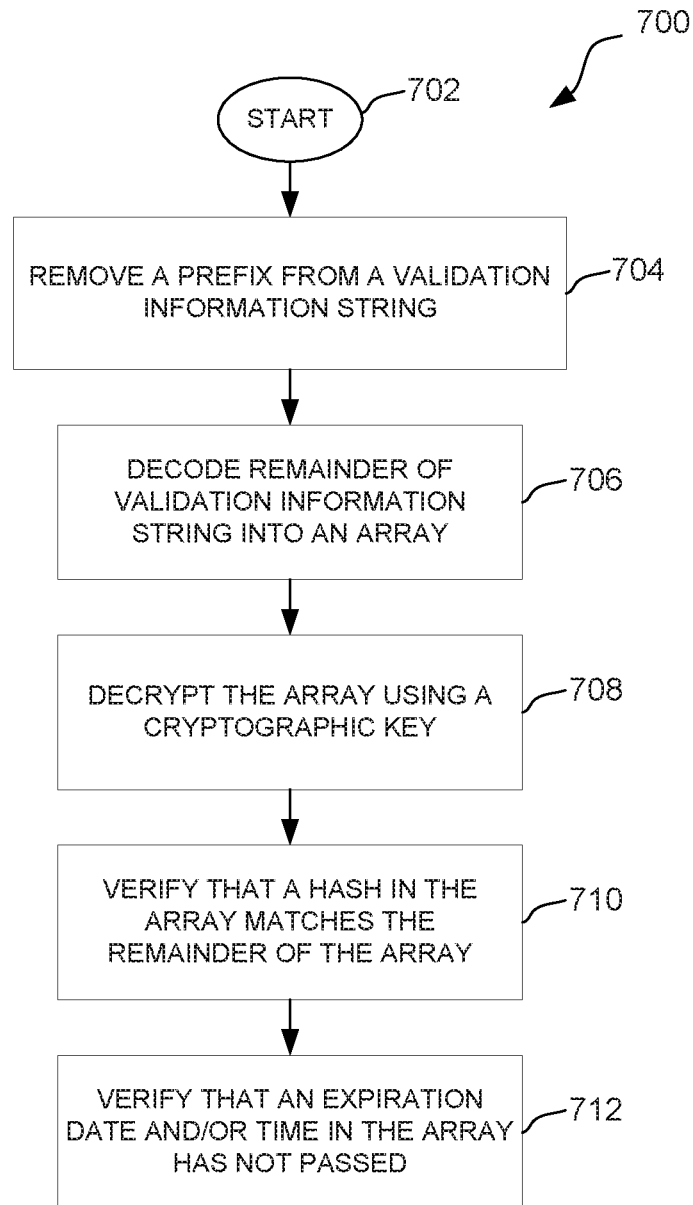 700
START
702
REMOVE A PREFIX FROM A VALIDATION
INFORMATION STRING
704
DECODE REMAINDER OF
VALIDATION INFORMATION
STRING INTO AN ARRAY
706
DECRYPT THE ARRAY USING A
CRYPTOGRAPHIC KEY
708
VERIFY THAT A HASH IN THE
ARRAY MATCHES THE
REMAINDER OF THE ARRAY
710
VERIFY THAT AN EXPIRATION
DATE AND/OR TIME IN THE ARRAY
HAS NOT PASSED
712